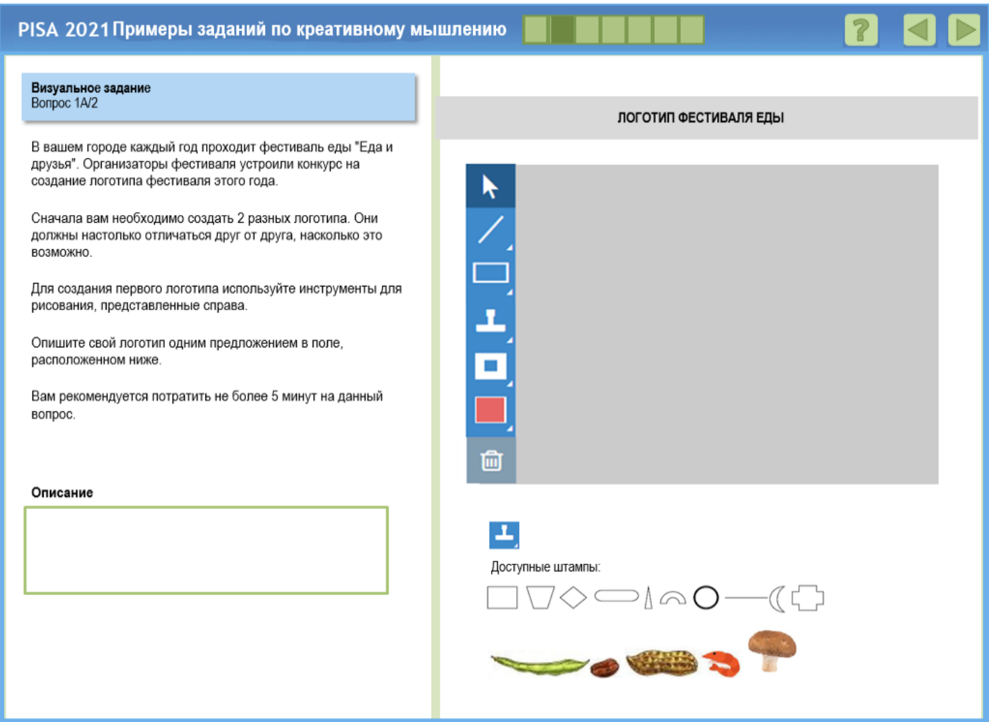 PISA 2021 Примеры заданий по креативному мышлению
?
Визуальное задание
Вопрос 1A/2
В вашем городе каждый год проходит фестиваль еды "Еда и
друзья". Организаторы фестиваля устроили конкурс на
создание логотипа фестиваля этого года.
Сначала вам необходимо создать 2 разных логотипа. Они
должны настолько отличаться друг от друга, насколько это
возможно.
Для создания первого логотипа используйте инструменты для
рисования, представленные справа.
Опишите свой логотип одним предложением в поле,
расположенном ниже.
Вам рекомендуется потратить не более 5 минут на данный
вопрос.
Описание
ЛОГОТИП ФЕСТИВАЛЯ ЕДЫ
Доступные штампы: